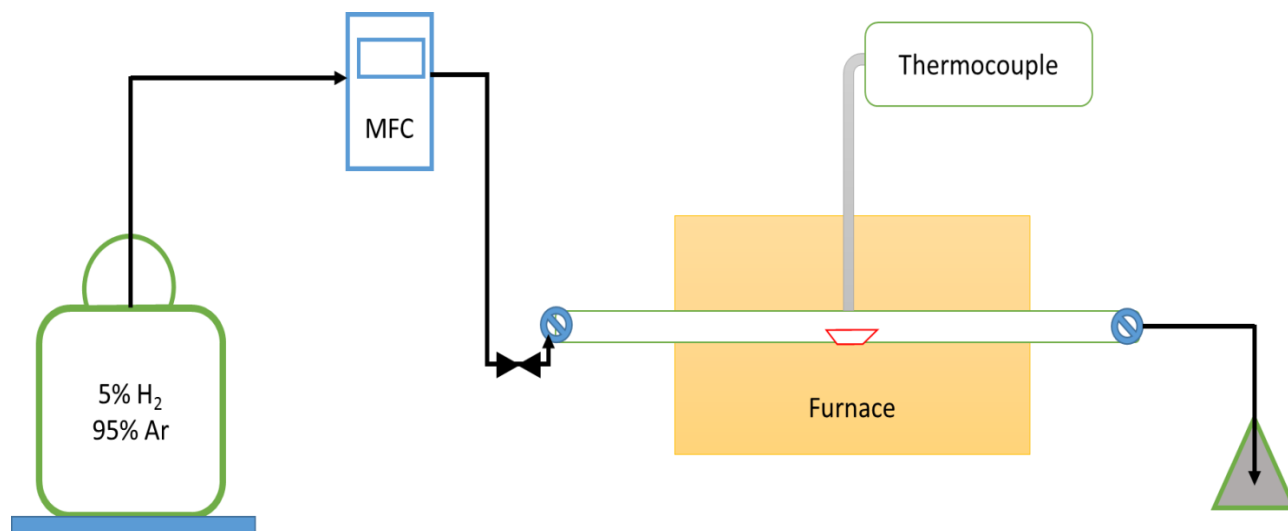 Thermocouple
MFC
5% H₂
95% Ar
Furnace